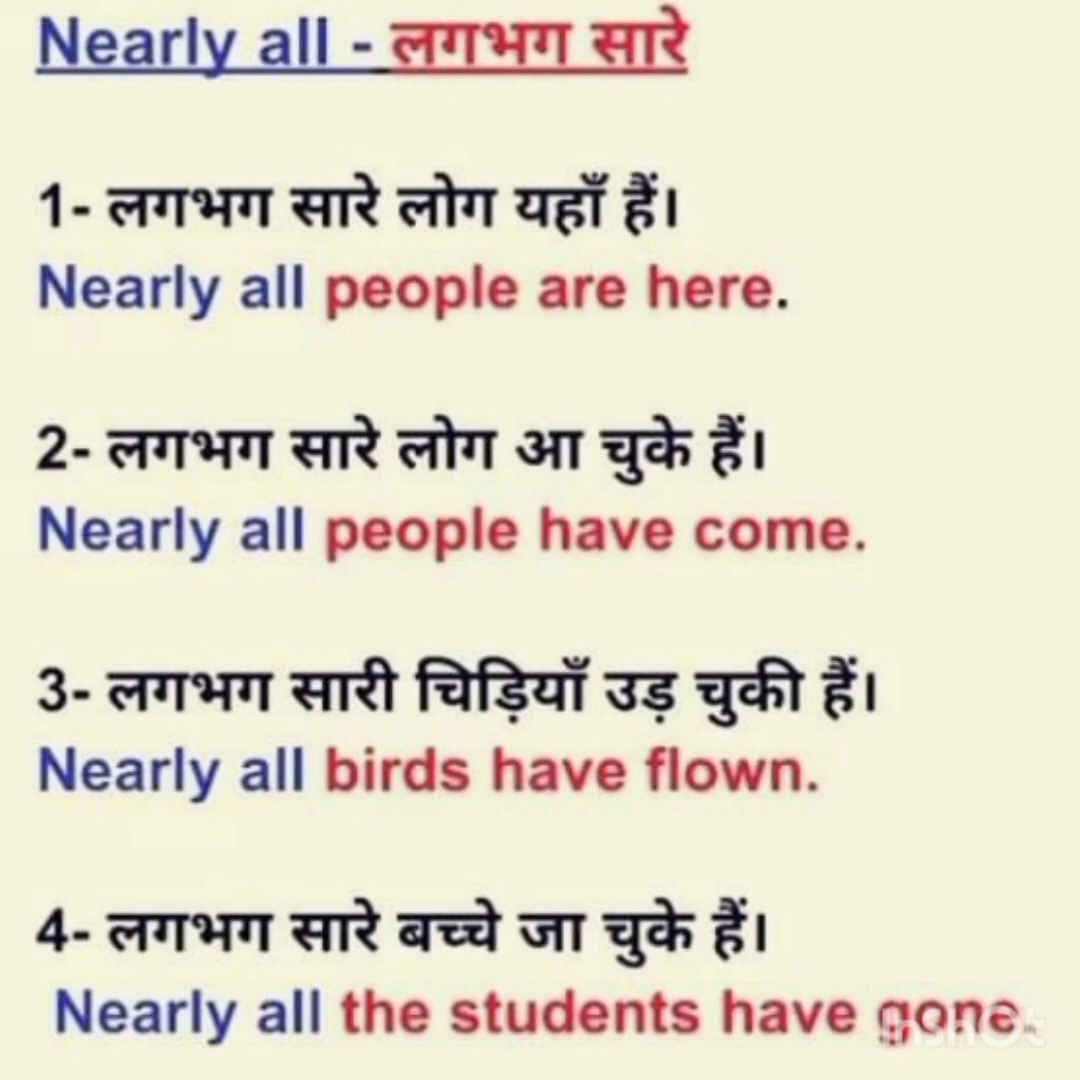 Nearly all - लगभग सारे
1- लगभग सारे लोग यहाँ हैं।
Nearly all people are here.
2- लगभग सारे लोग आ चुके हैं।
Nearly all people have come.
3- लगभग सारी चिड़ियाँ उड़ चुकी हैं।
Nearly all birds have flown.
4- लगभग सारे बच्चे जा चुके हैं।
Nearly all the students have gone.
InShOt